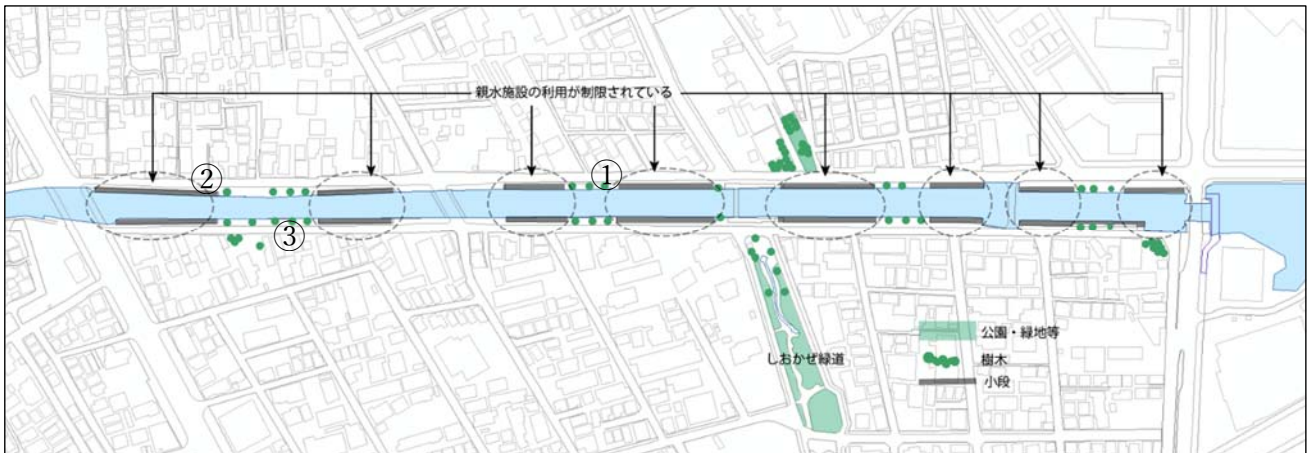 親水施設の利用が制限されている
①
②
③
公園・緑地等
しおかぜ緑道
樹木
小段